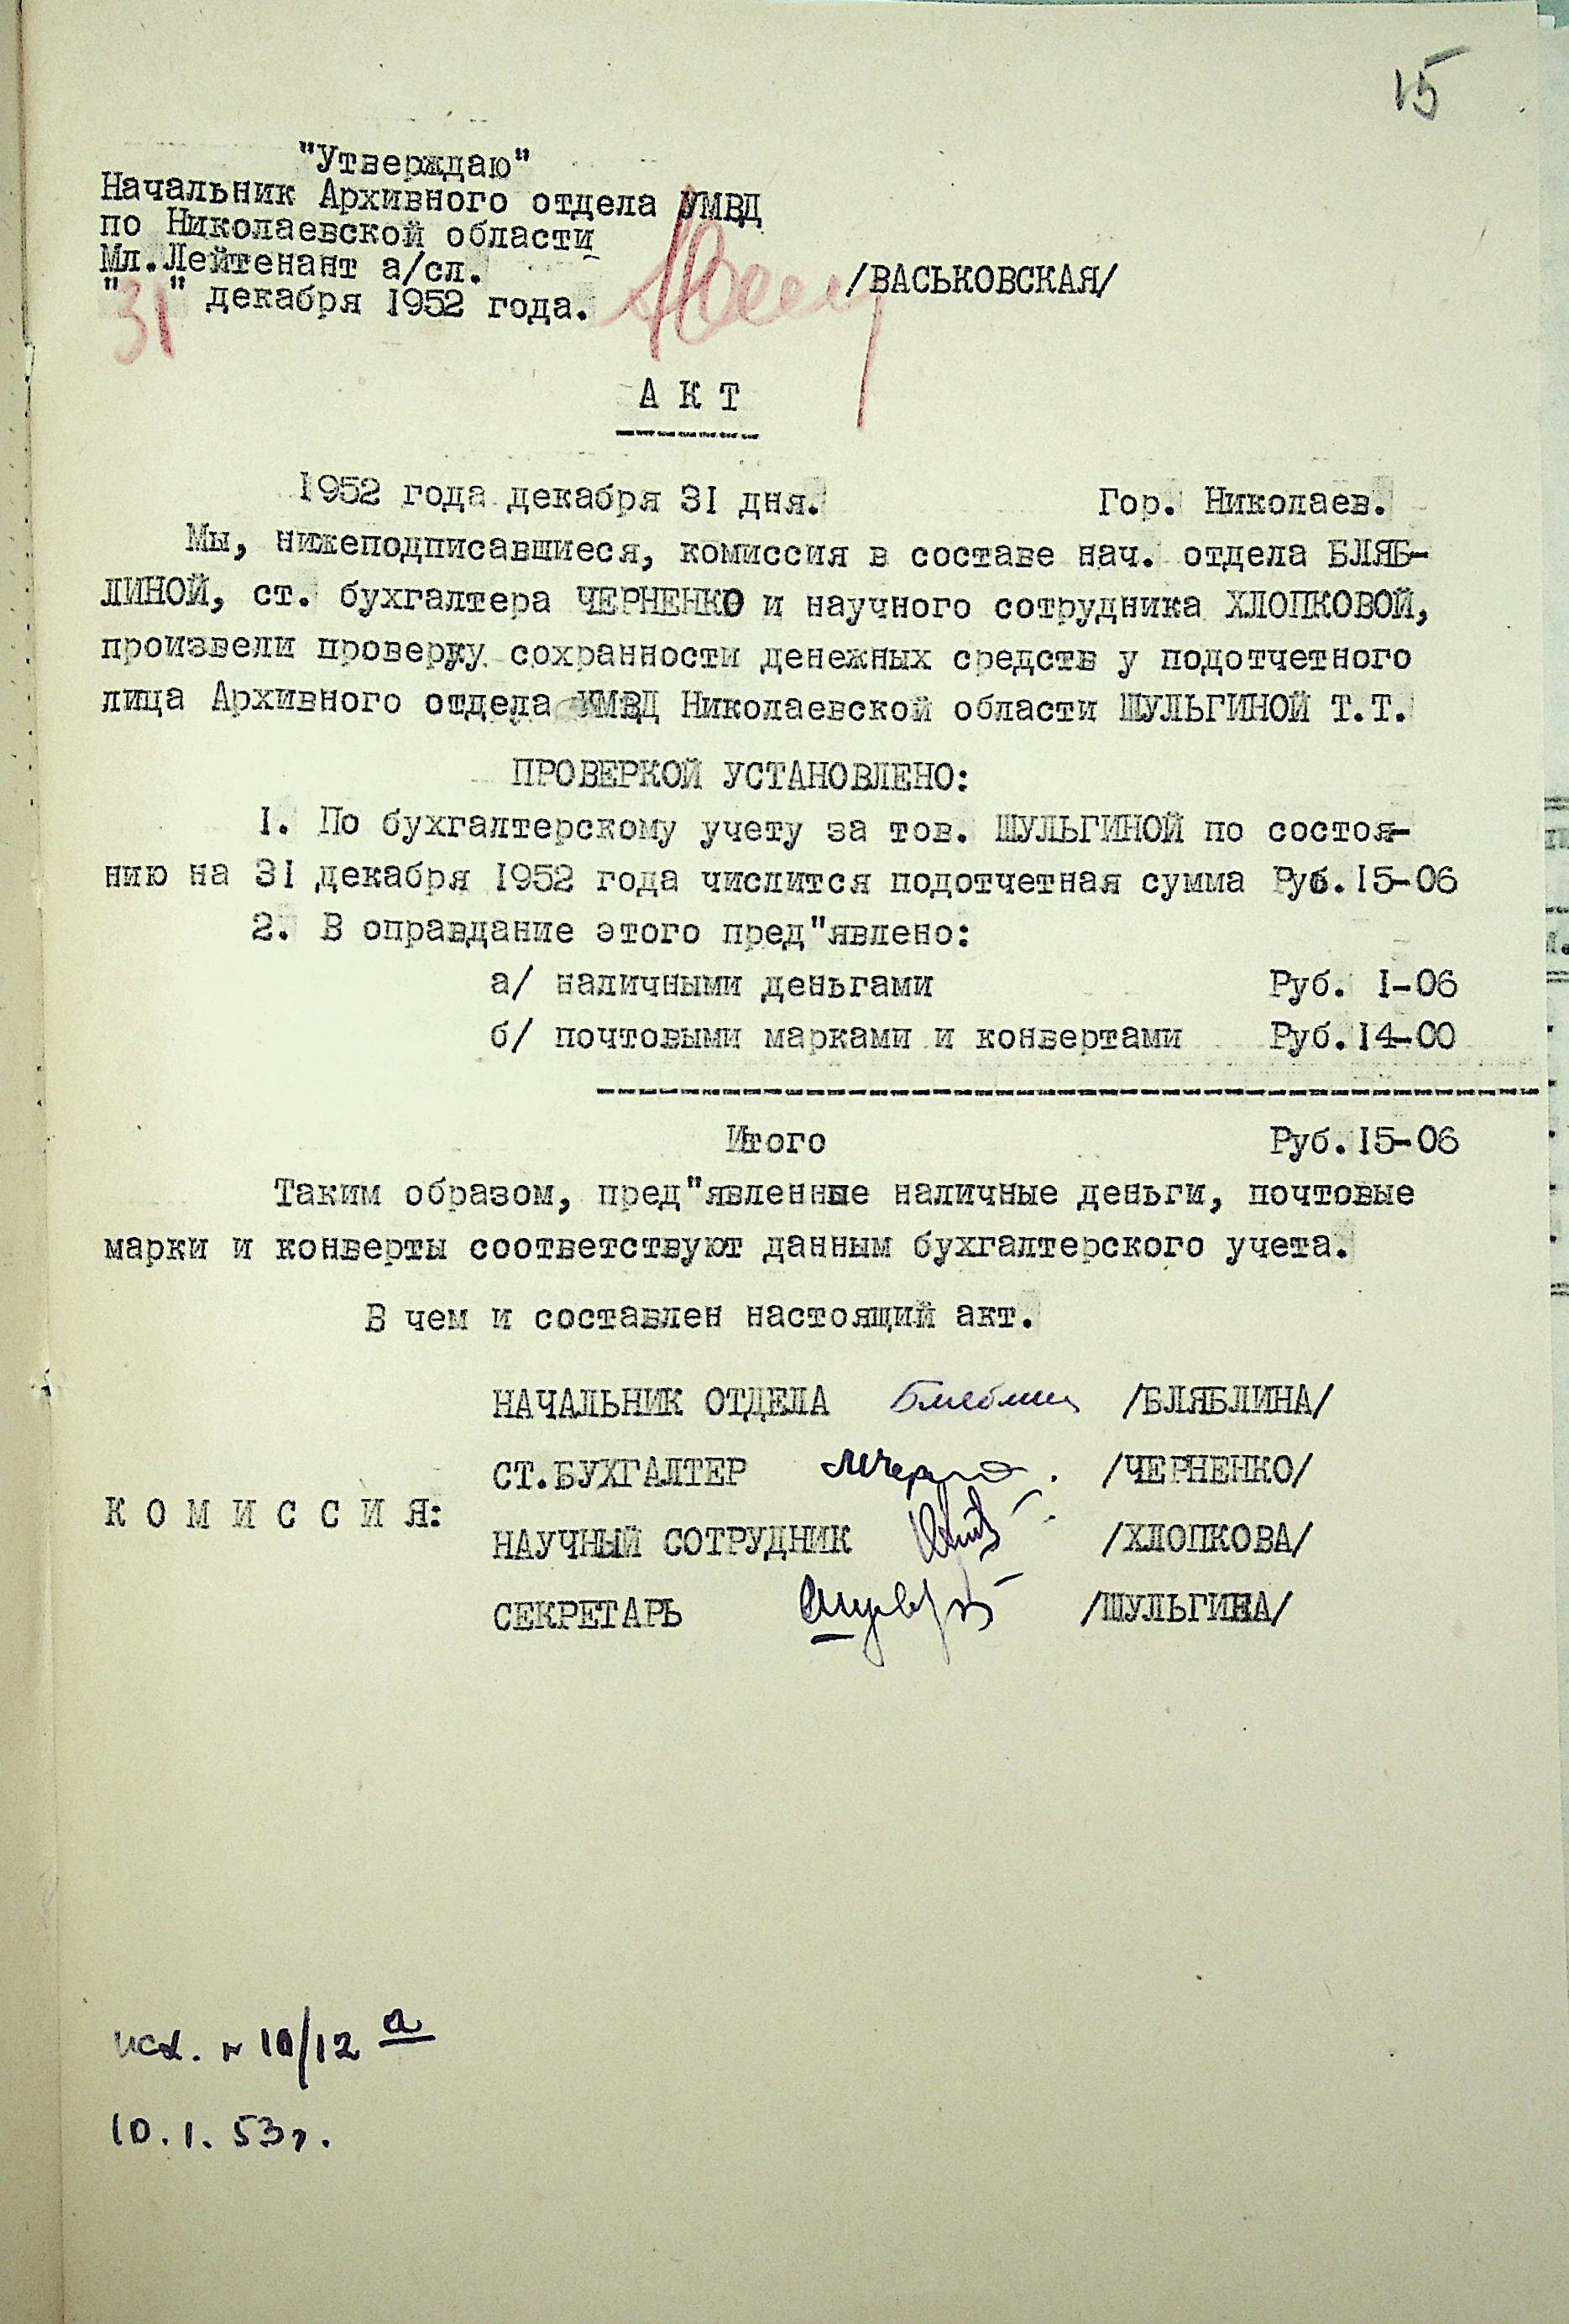 15
"Утверждаю"
Начальник Архивного отдела УМВД
по Николаевской области
Мл.Лейтенант а/сл.
/ВАСЬКОВСКАЯ/
"31" декабря 1952 года.
А К Т
1952 года декабря 31 дня. Гор. Николаев.
Мы, нижеподписавшиеся, комиссия в составе нач. отдела БЛЯБ-
ЛИНОЙ, ст. бухгалтера ЧЕРНЕНКО и научного сотрудника ХЛОПКОВОЙ,
произвели проверку сохранности денежных средств у подотчетного
лица Архивного отдела УМВД Николаевской области ШУЛЬГИНОЙ Т.Т.
ПРОВЕРКОЙ УСТАНОВЛЕНО:
1. По бухгалтерскому учету за тов. ШУЛЬГИНОЙ по состоя-
нию на 31 декабря 1952 года числится подотчетная сумма Руб.15-06
2. В оправдание этого пред"явлено:
а/ наличными деньгами Руб. 1-06
б/ почтовыми марками и конвертами Руб.14-00
Итого Руб.15-06
Таким образом, пред"явленные наличные деньги, почтовые
марки и конверты соответствуют данным бухгалтерского учета.
В чем и составлен настоящий акт.
НАЧАЛЬНИК ОТДЕЛА /БЛЯБЛИНА/
СТ.БУХГАЛТЕР /ЧЕРНЕНКО/
К О М И С С И Я:
НАУЧНЫЙ СОТРУДНИК /ХЛОПКОВА/
СЕКРЕТАРЬ /ШУЛЬГИНА/
исх. н 10/12 а
10.1.53г.